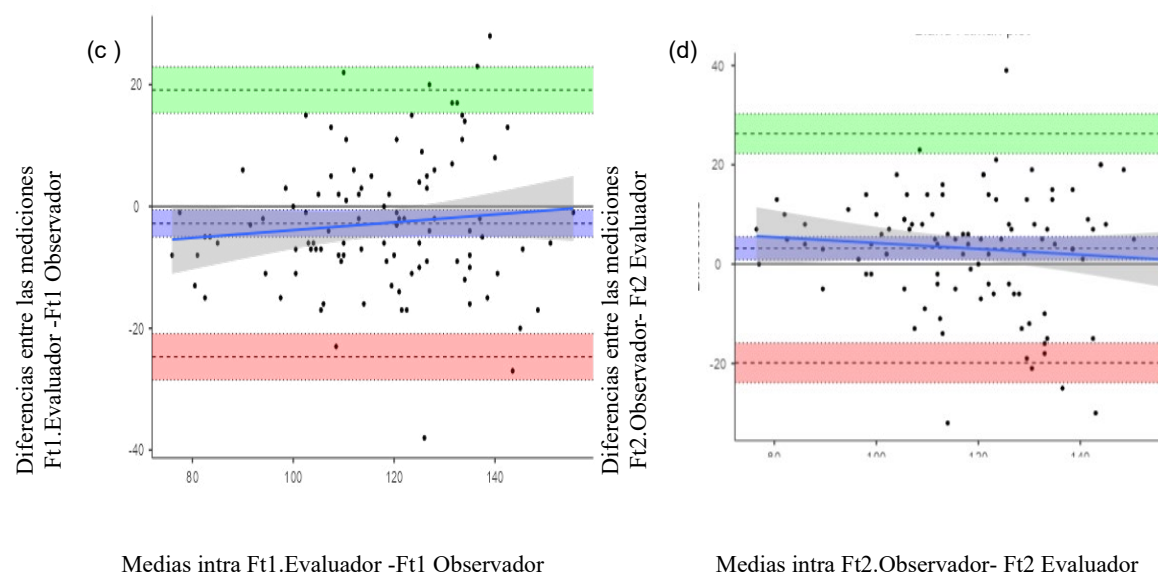 (c )
Diferencias entre las mediciones
Ft1.Evaluador -Ft1 Observador
20
0
-20
-40
80
100
120
140
Medias intra Ft1.Evaluador -Ft1 Observador
(d)
Diferencias entre las mediciones
Ft2.Observador- Ft2 Evaluador
40
20
0
-20
80
100
120
140
Medias intra Ft2.Observador- Ft2 Evaluador